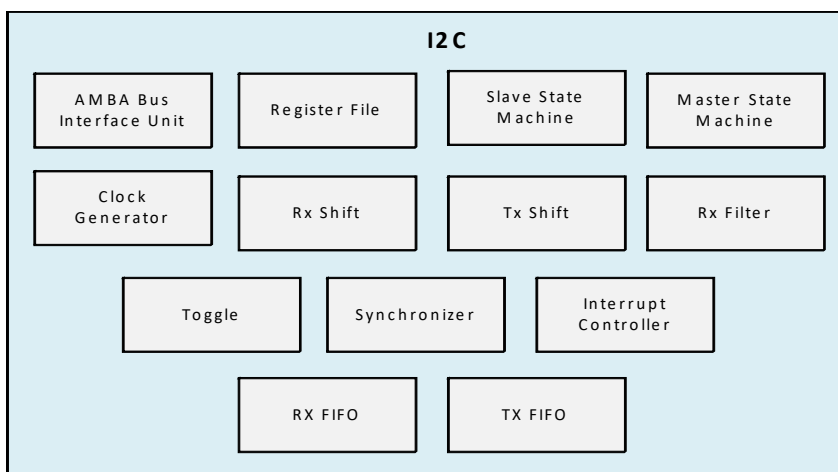 I2C
AMBA Bus
Interface Unit
Register File
Slave State
Machine
Master State
Machine
Clock
Generator
Rx Shift
Tx Shift
Rx Filter
Toggle
Synchronizer
Interrupt
Controller
RX FIFO
TX FIFO